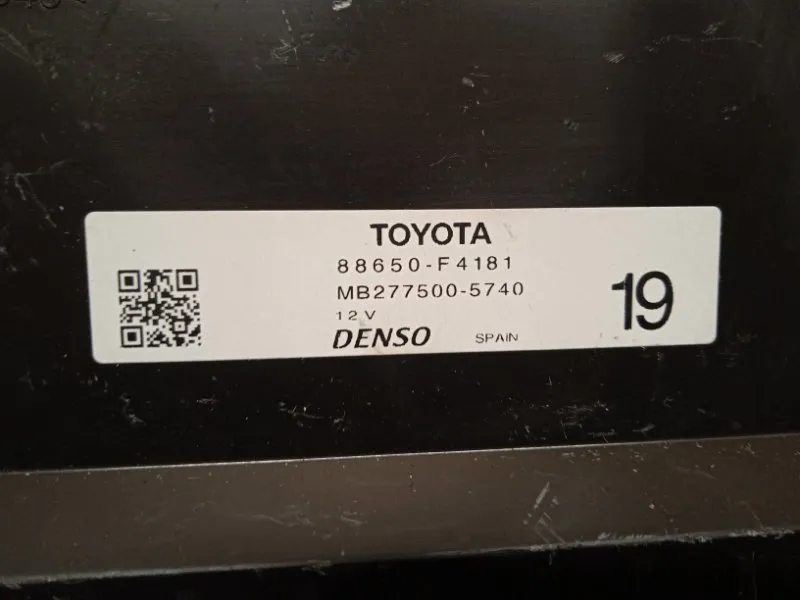 TOYOTA
88650-F4181
MB277500-5740
12V
DENSO SPAIN
19